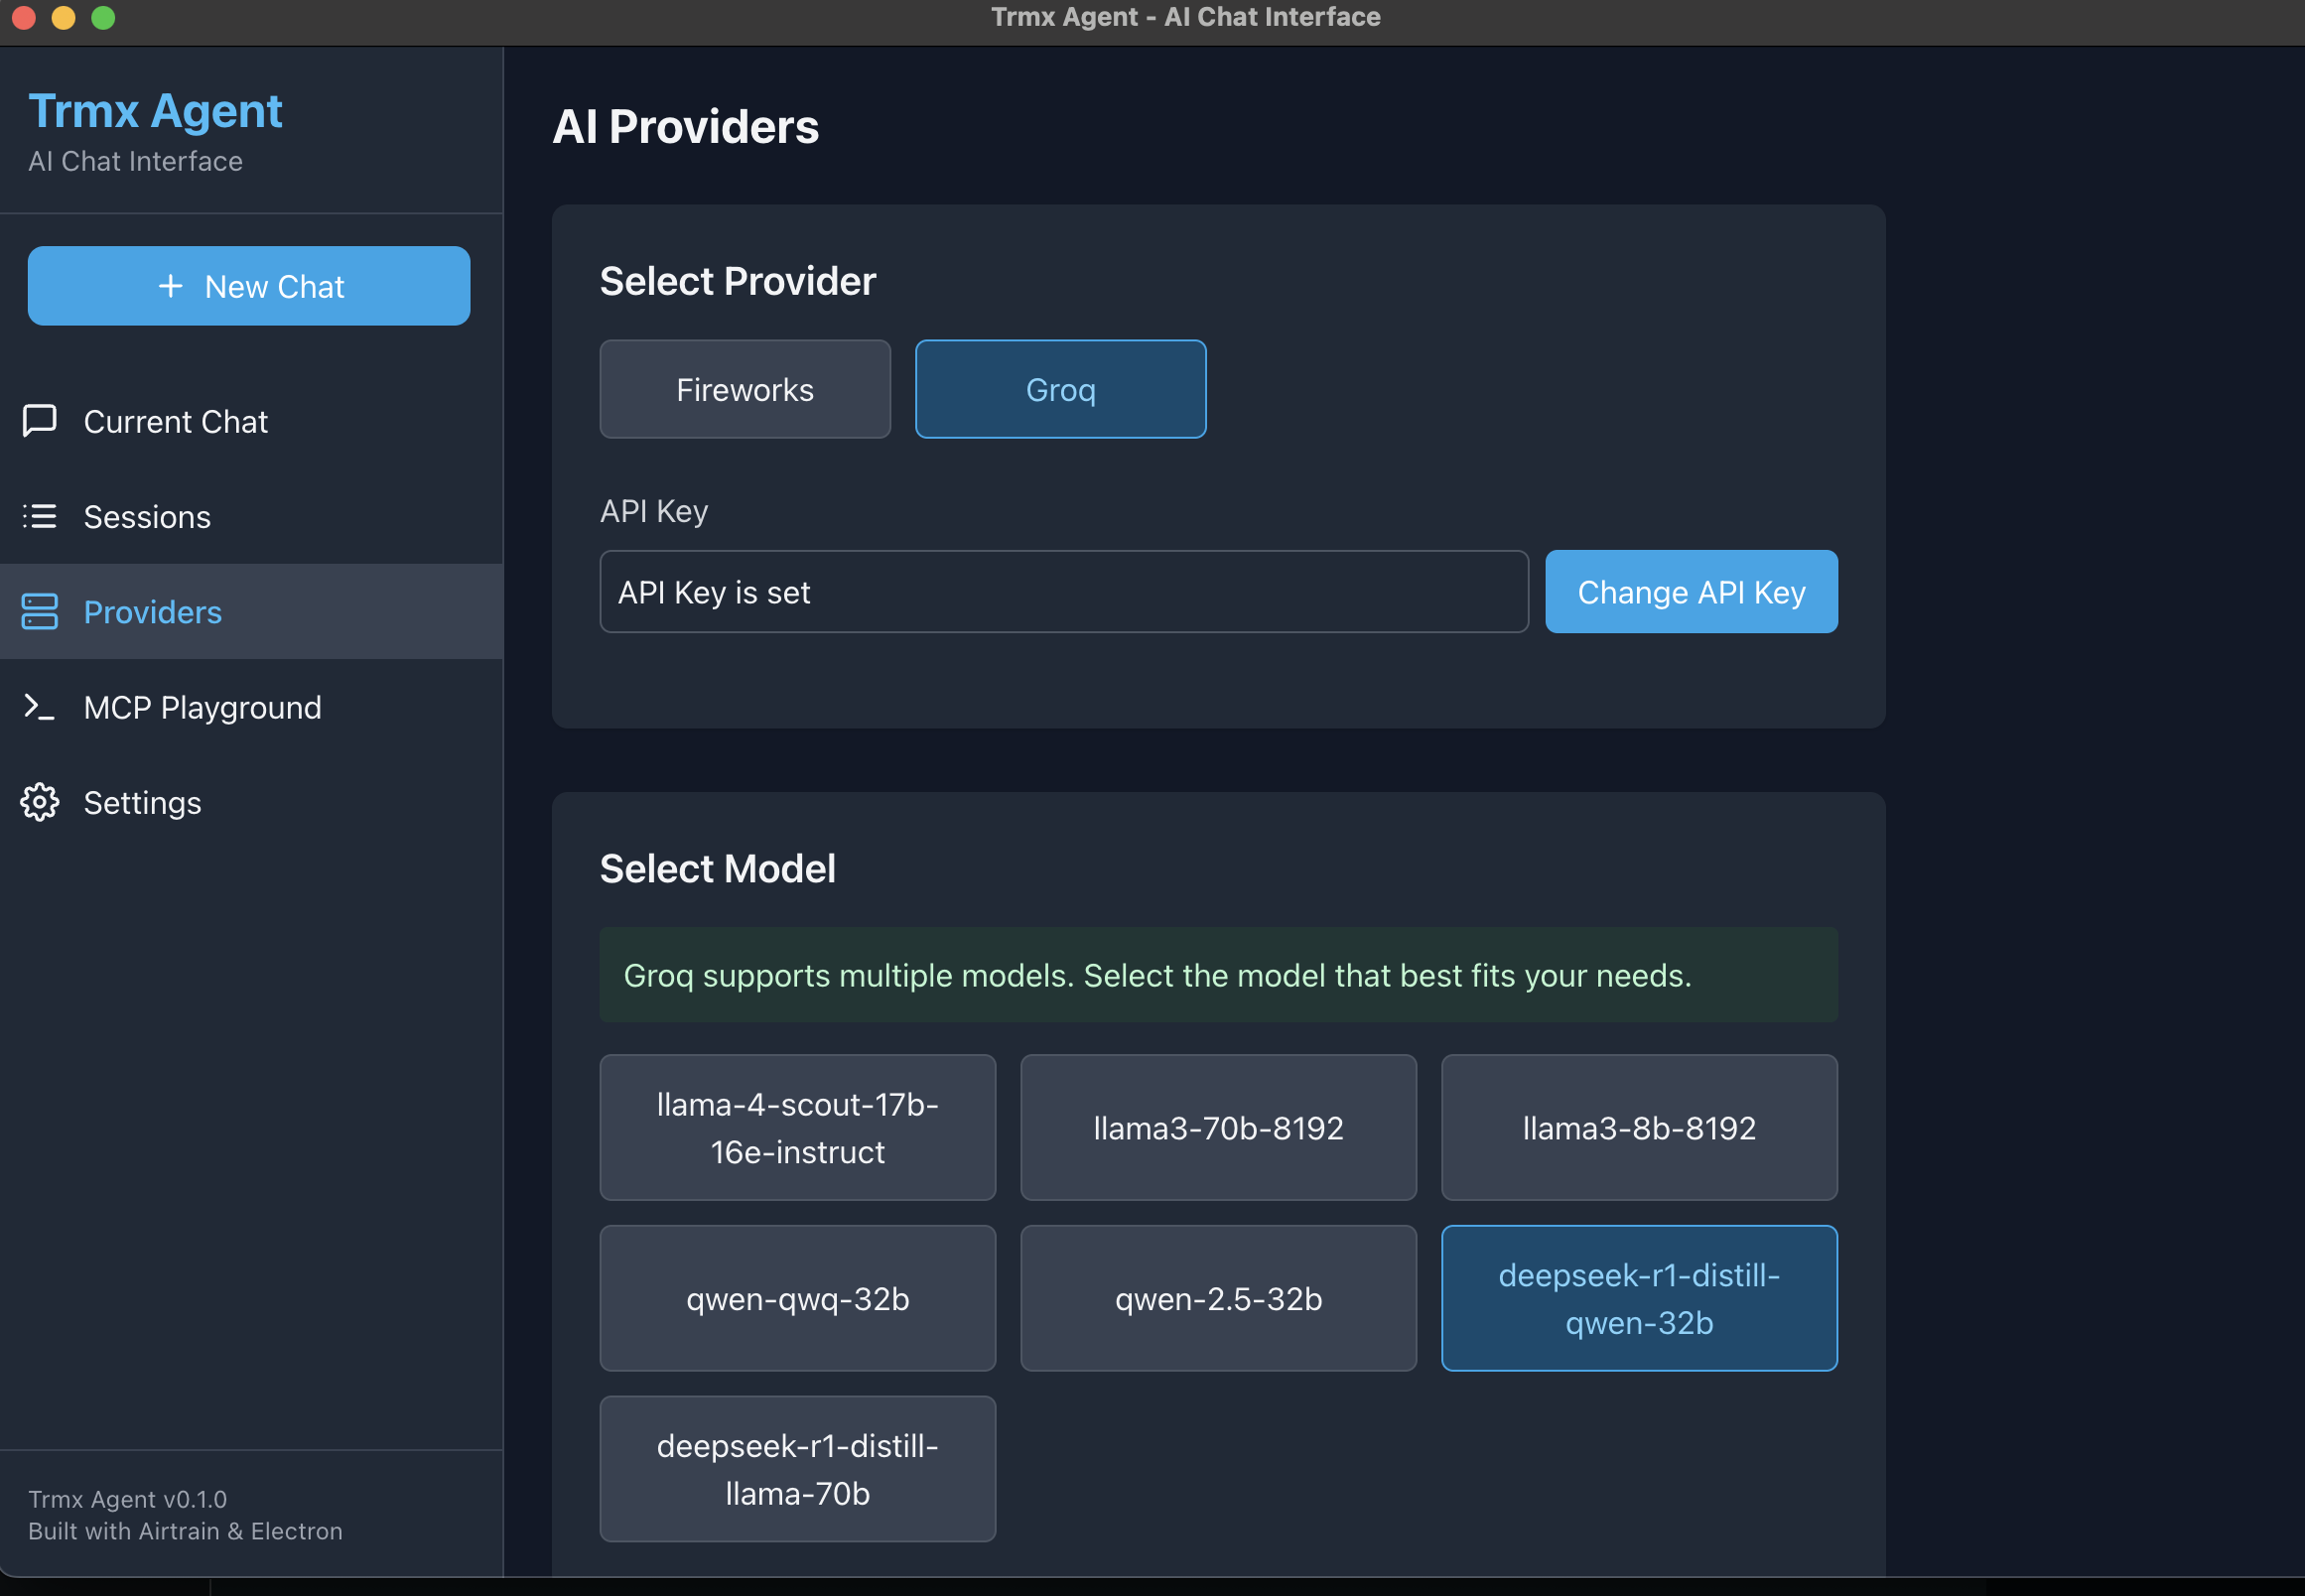 Trmx Agent - AI Chat Interface
Trmx Agent
AI Chat Interface
+ New Chat
Current Chat
Sessions
Providers
MCP Playground
Settings
Trmx Agent v0.1.0
Built with Airtrain & Electron
AI Providers
Select Provider
Fireworks
Groq
API Key
API Key is set
Change API Key
Select Model
Groq supports multiple models. Select the model that best fits your needs.
llama-4-scout-17b-
16e-instruct
llama3-70b-8192
llama3-8b-8192
qwen-qwq-32b
qwen-2.5-32b
deepseek-r1-distill-
qwen-32b
deepseek-r1-distill-
llama-70b